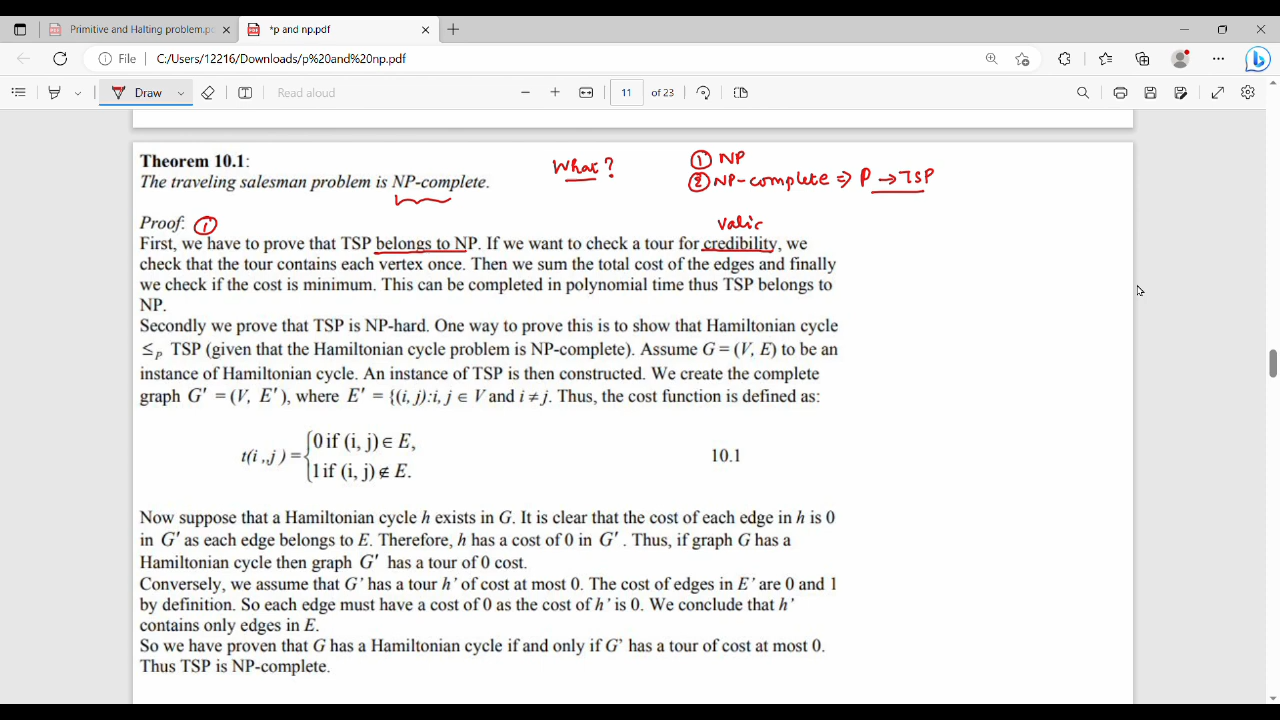 Primitive and Halting problem.pc
*p and np.pdf
File C:/Users/12216/Downloads/p%20and%20np.pdf
Draw Read aloud 11 of 23
Theorem 10.1:
What?
① NP
The traveling salesman problem is NP-complete.
② NP-complete ⇒ P → TSP
Proof: ①
valic
First, we have to prove that TSP belongs to NP. If we want to check a tour for credibility, we
check that the tour contains each vertex once. Then we sum the total cost of the edges and finally
we check if the cost is minimum. This can be completed in polynomial time thus TSP belongs to
NP.
Secondly we prove that TSP is NP-hard. One way to prove this is to show that Hamiltonian cycle
≤p TSP (given that the Hamiltonian cycle problem is NP-complete). Assume G = (V, E) to be an
instance of Hamiltonian cycle. An instance of TSP is then constructed. We create the complete
graph G' = (V, E'), where E' = {(i, j):i, j ∈ V and i ≠ j. Thus, the cost function is defined as:
t(i ,,j ) = {0 if (i, j) ∈ E,
1 if (i, j) ∉ E.
10.1
Now suppose that a Hamiltonian cycle h exists in G. It is clear that the cost of each edge in h is 0
in G' as each edge belongs to E. Therefore, h has a cost of 0 in G' . Thus, if graph G has a
Hamiltonian cycle then graph G' has a tour of 0 cost.
Conversely, we assume that G' has a tour h' of cost at most 0. The cost of edges in E' are 0 and 1
by definition. So each edge must have a cost of 0 as the cost of h' is 0. We conclude that h'
contains only edges in E.
So we have proven that G has a Hamiltonian cycle if and only if G' has a tour of cost at most 0.
Thus TSP is NP-complete.